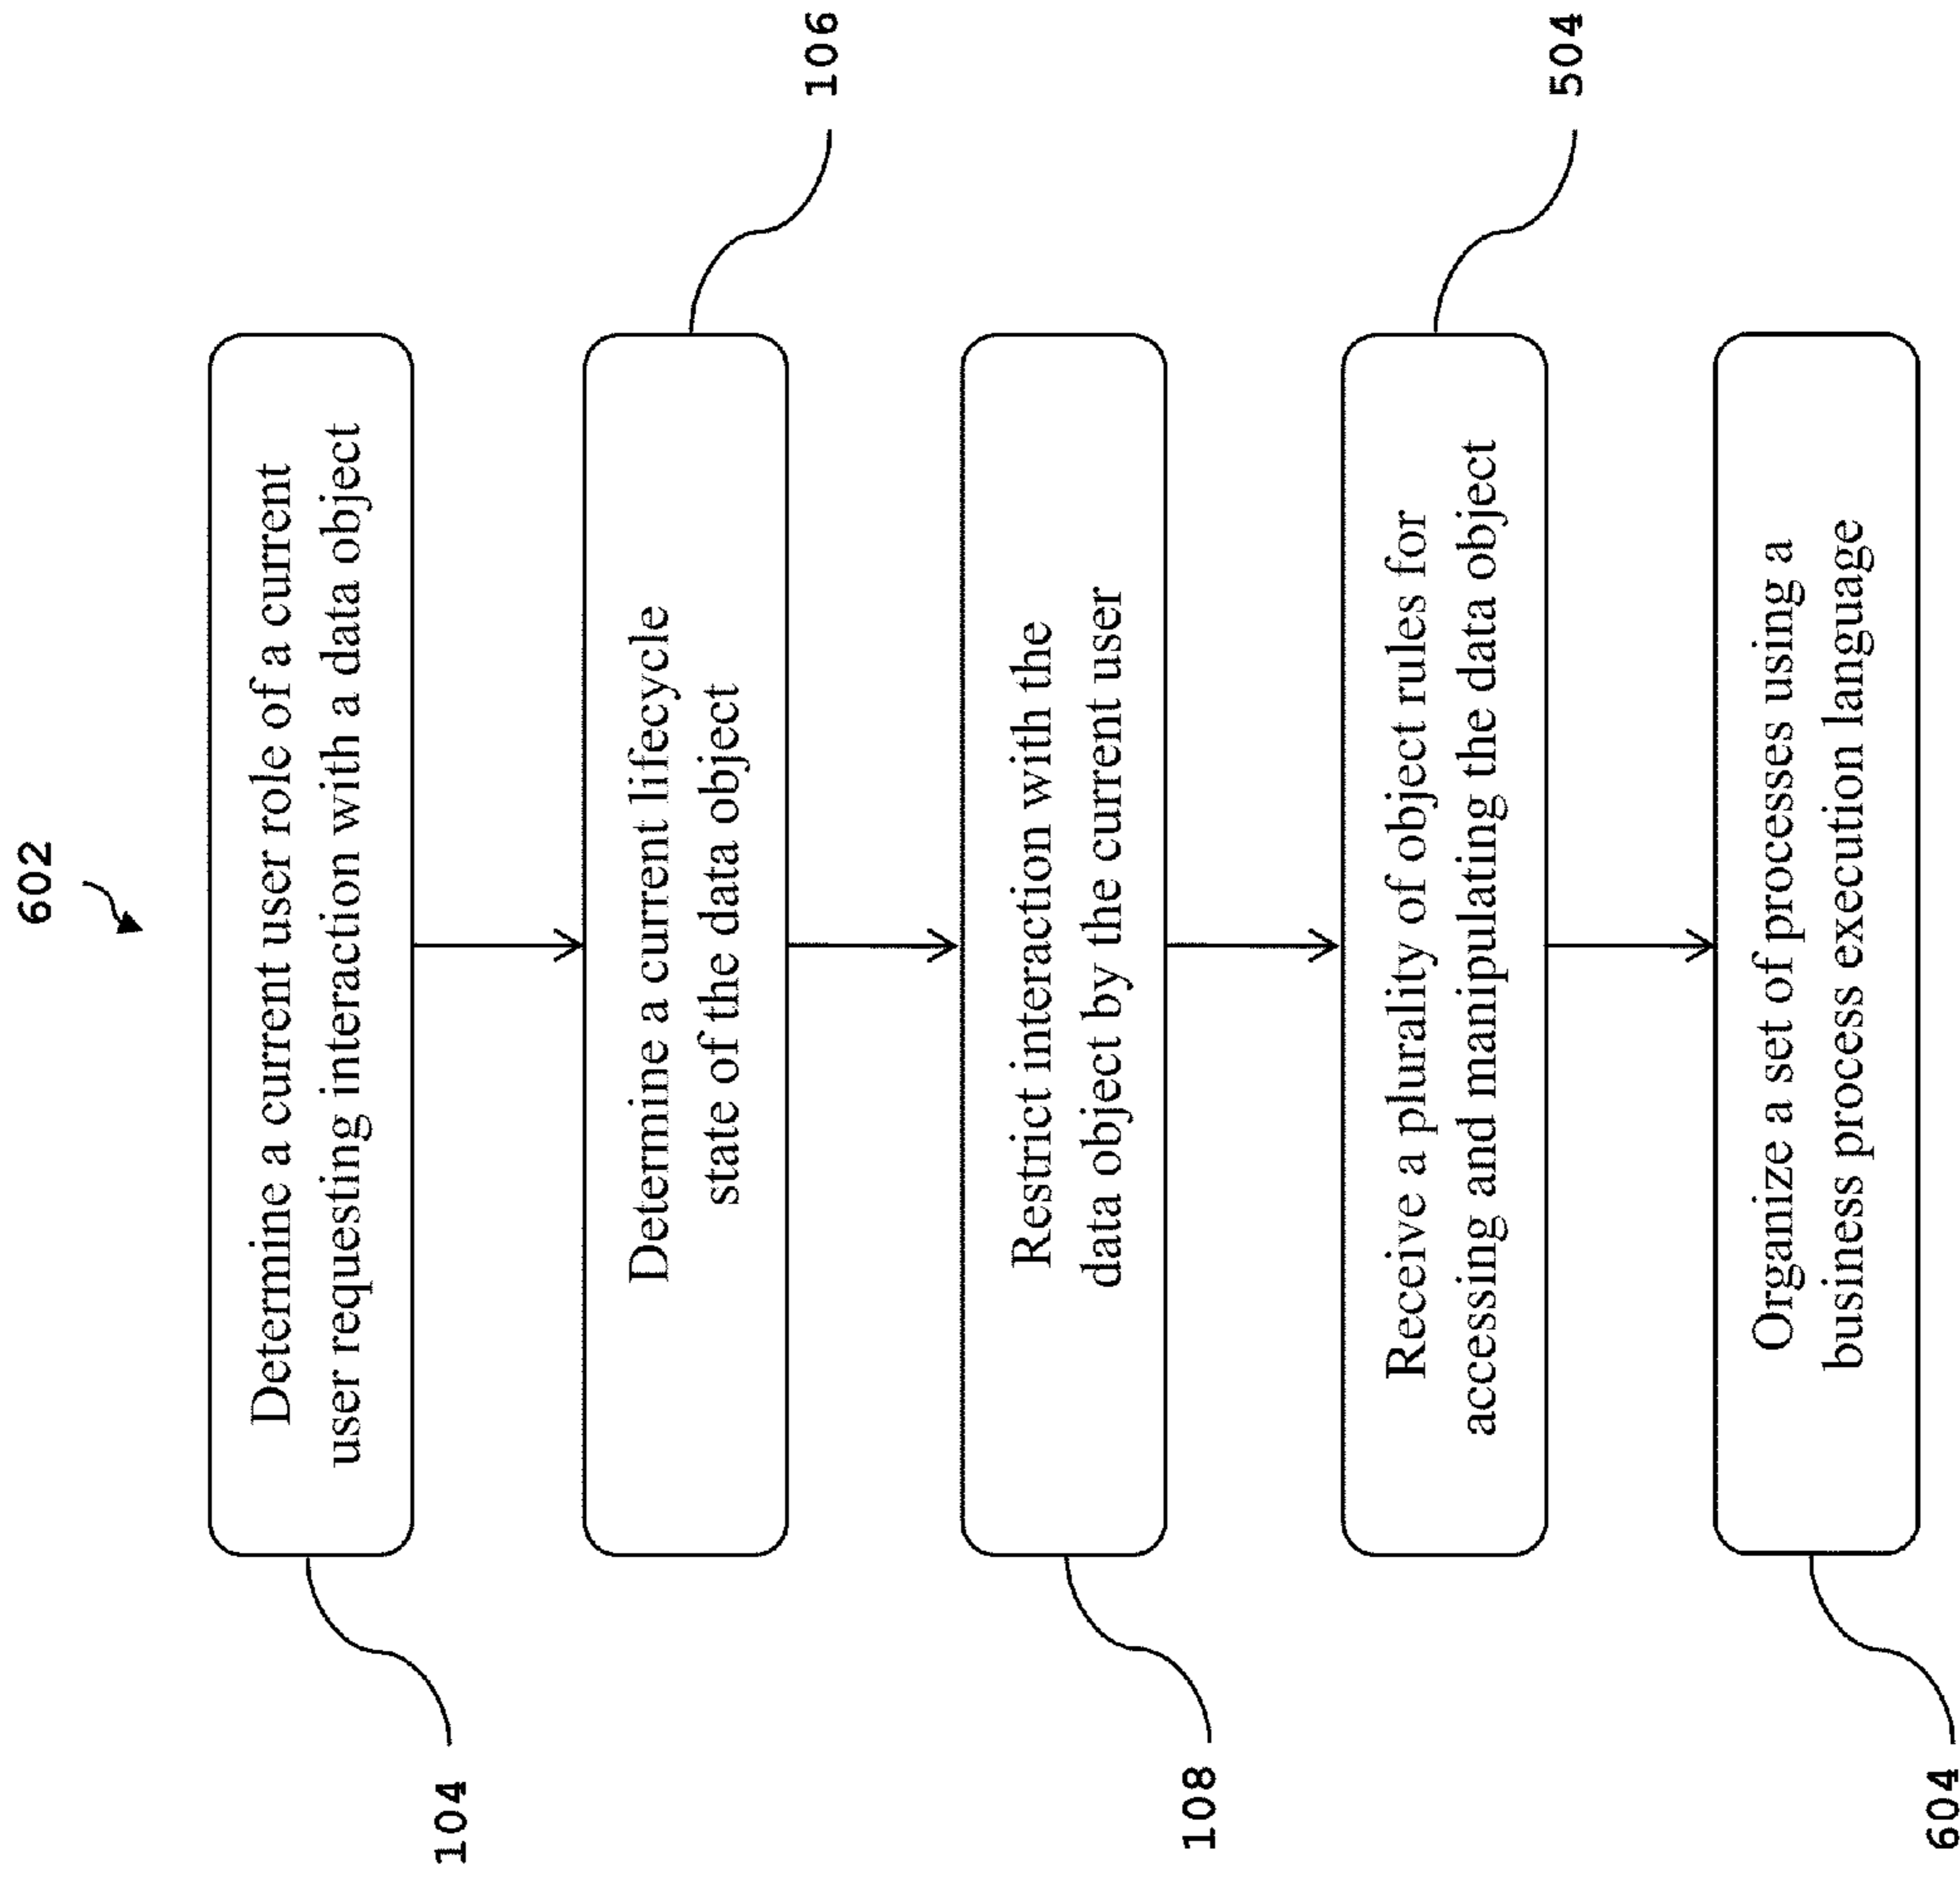 602
Determine a current user role of a current
user requesting interaction with a data object
104
Determine a current lifecycle
state of the data object
106
Restrict interaction with the
data object by the current user
108
Receive a plurality of object rules for
accessing and manipulating the data object
504
Organize a set of processes using a
business process execution language
604